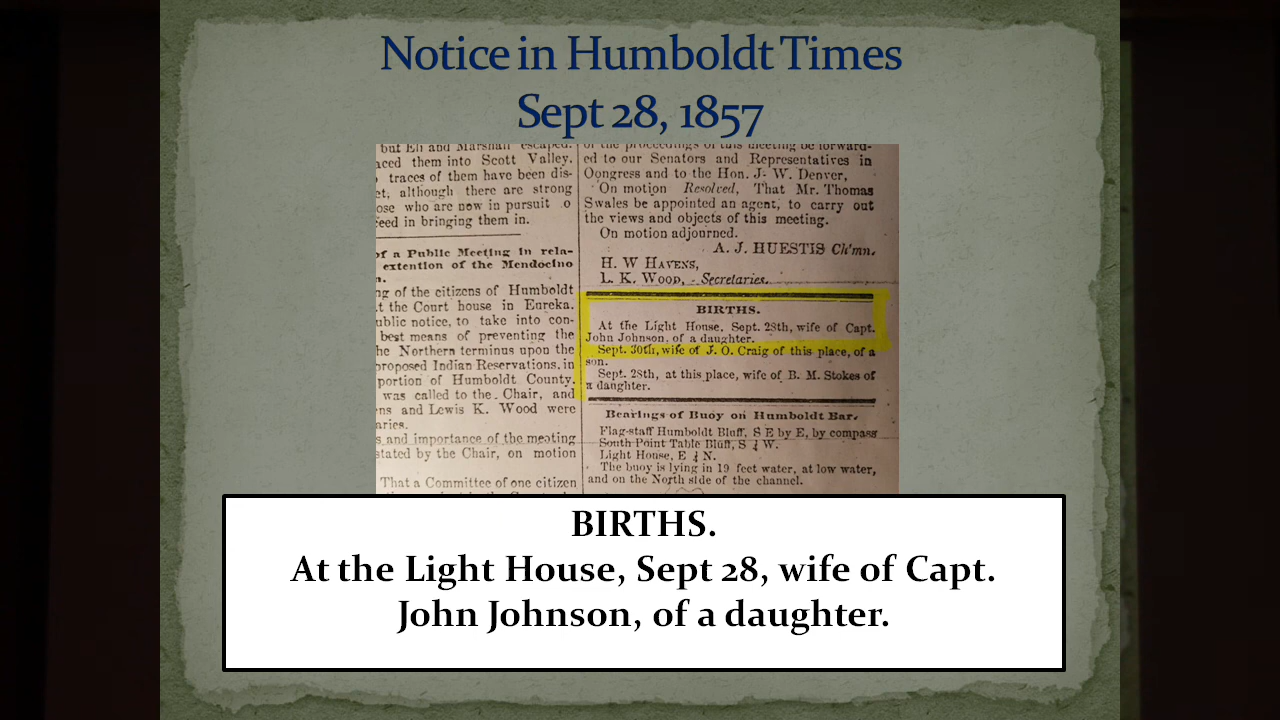 Notice in Humboldt Times
Sept 28, 1857
but Eli and Marshall escaped.
aced them into Scott Valley.
traces of them have been dis-
et, although there are strong
ose who are now in pursuit o
eed in bringing them in.
of a Public Meeting in rela-
extention of the Mendocino
n.
ng of the citizens of Humboldt
t the Court house in Eureka.
ublic notice, to take into con-
best means of preventing the
he Northern terminus upon the
proposed Indian Reservations, in
portion of Humboldt County.
was called to the Chair, and
ns and Lewis K. Wood were
aries.
s and importance of the meeting
stated by the Chair, on motion
That a Committee of one citizen
of the proceedings of this meeting be forward-
ed to our Senators and Representatives in
Oongress and to the Hon. J. W. Denver,
On motion Resolved, That Mr. Thomas
Swales be appointed an agent, to carry out
the views and objects of this meeting.
On motion adjourned.
A. J. HUESTIS Ch'mn.
H. W HAVENS,
L. K. WOOD, - Secretaries.
BIRTHS.
At the Light House, Sept. 28th, wife of Capt.
John Johnson, of a daughter.
Sept. 30th, wife of J. O. Craig of this place, of a
son.
Sept. 28th, at this place, wife of B. M. Stokes of
a daughter.
Bearings of Buoy on Humboldt Bar.
Flag-staff Humboldt Bluff, S E by E, by compass
South Point Table Bluff, S W.
Light House, E N.
The buoy is lying in 19 feet water, at low water,
and on the North side of the channel.
BIRTHS.
At the Light House, Sept 28, wife of Capt.
John Johnson, of a daughter.